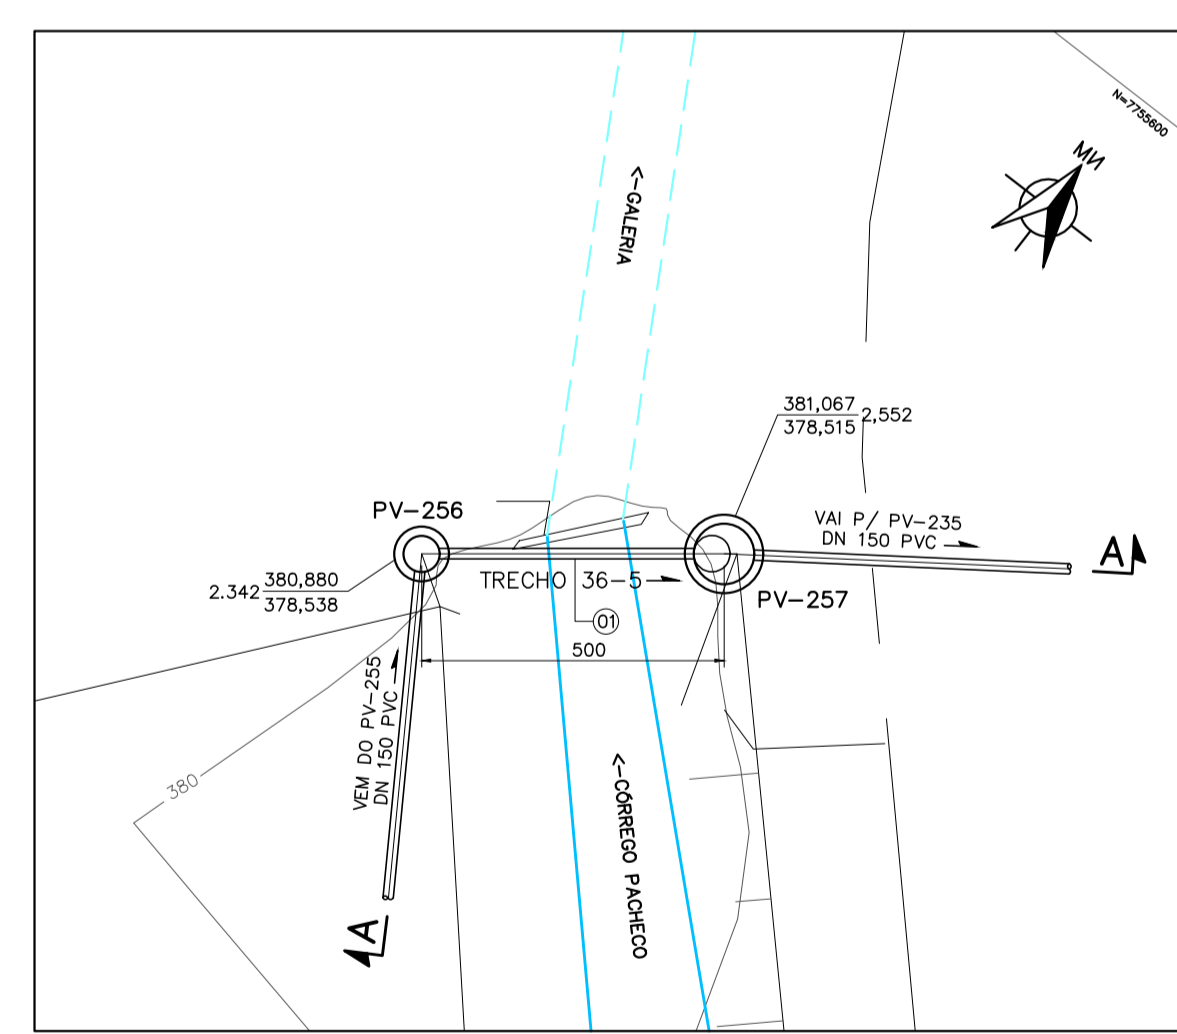 N=7755600
NM
<-GALERIA
381,067
378,515
2,552
PV-256
VAI P/ PV-235
DN 150 PVC
A
2.342
380,880
378,538
TRECHO 36-5
PV-257
01
500
VEM DO PV-255
DN 150 PVC
380
<-CÓRREGO PACHECO
A